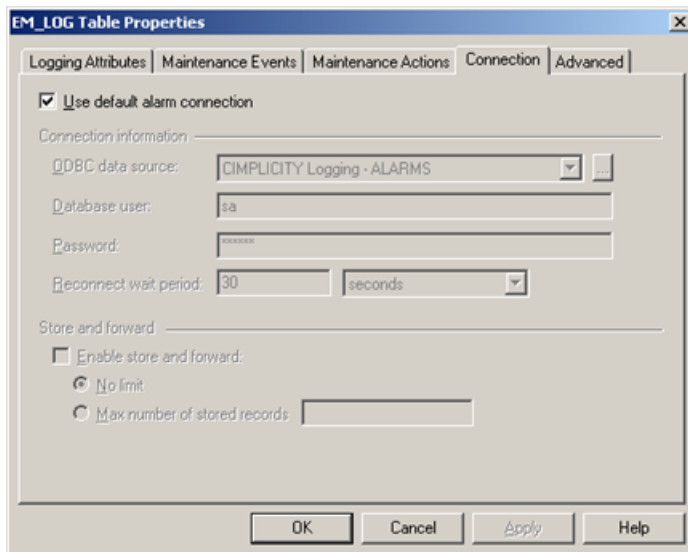 EM_LOG Table Properties
Logging Attributes Maintenance Events Maintenance Actions Connection Advanced
Use default alarm connection
Connection information
ODBC data source: CIMPLICITY Logging - ALARMS ...
Database user: sa
Password: ******
Reconnect wait period: 30 seconds
Store and forward
Enable store and forward:
No limit
Max number of stored records
OK Cancel Apply Help